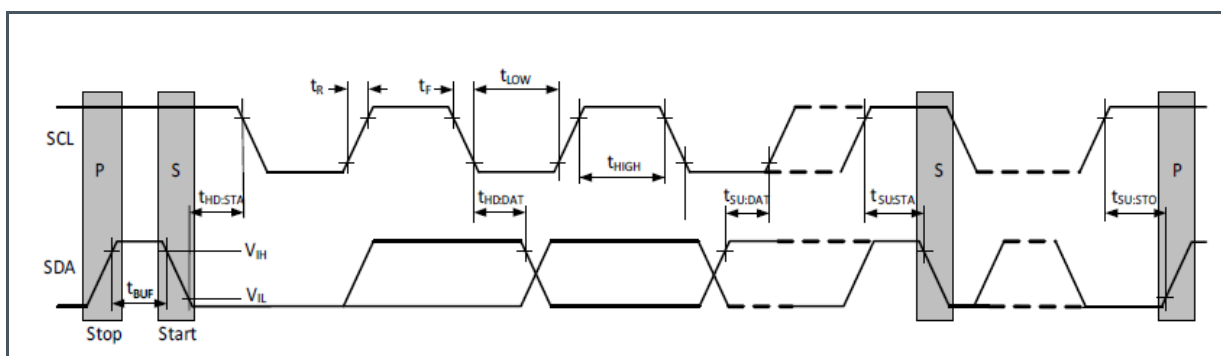 tR tF tLOW
SCL
P S tHIGH S P
tHD:STA tHD:DAT tSU:DAT tSU:STA tSU:STO
VIH
SDA
tBUF VIL
Stop Start